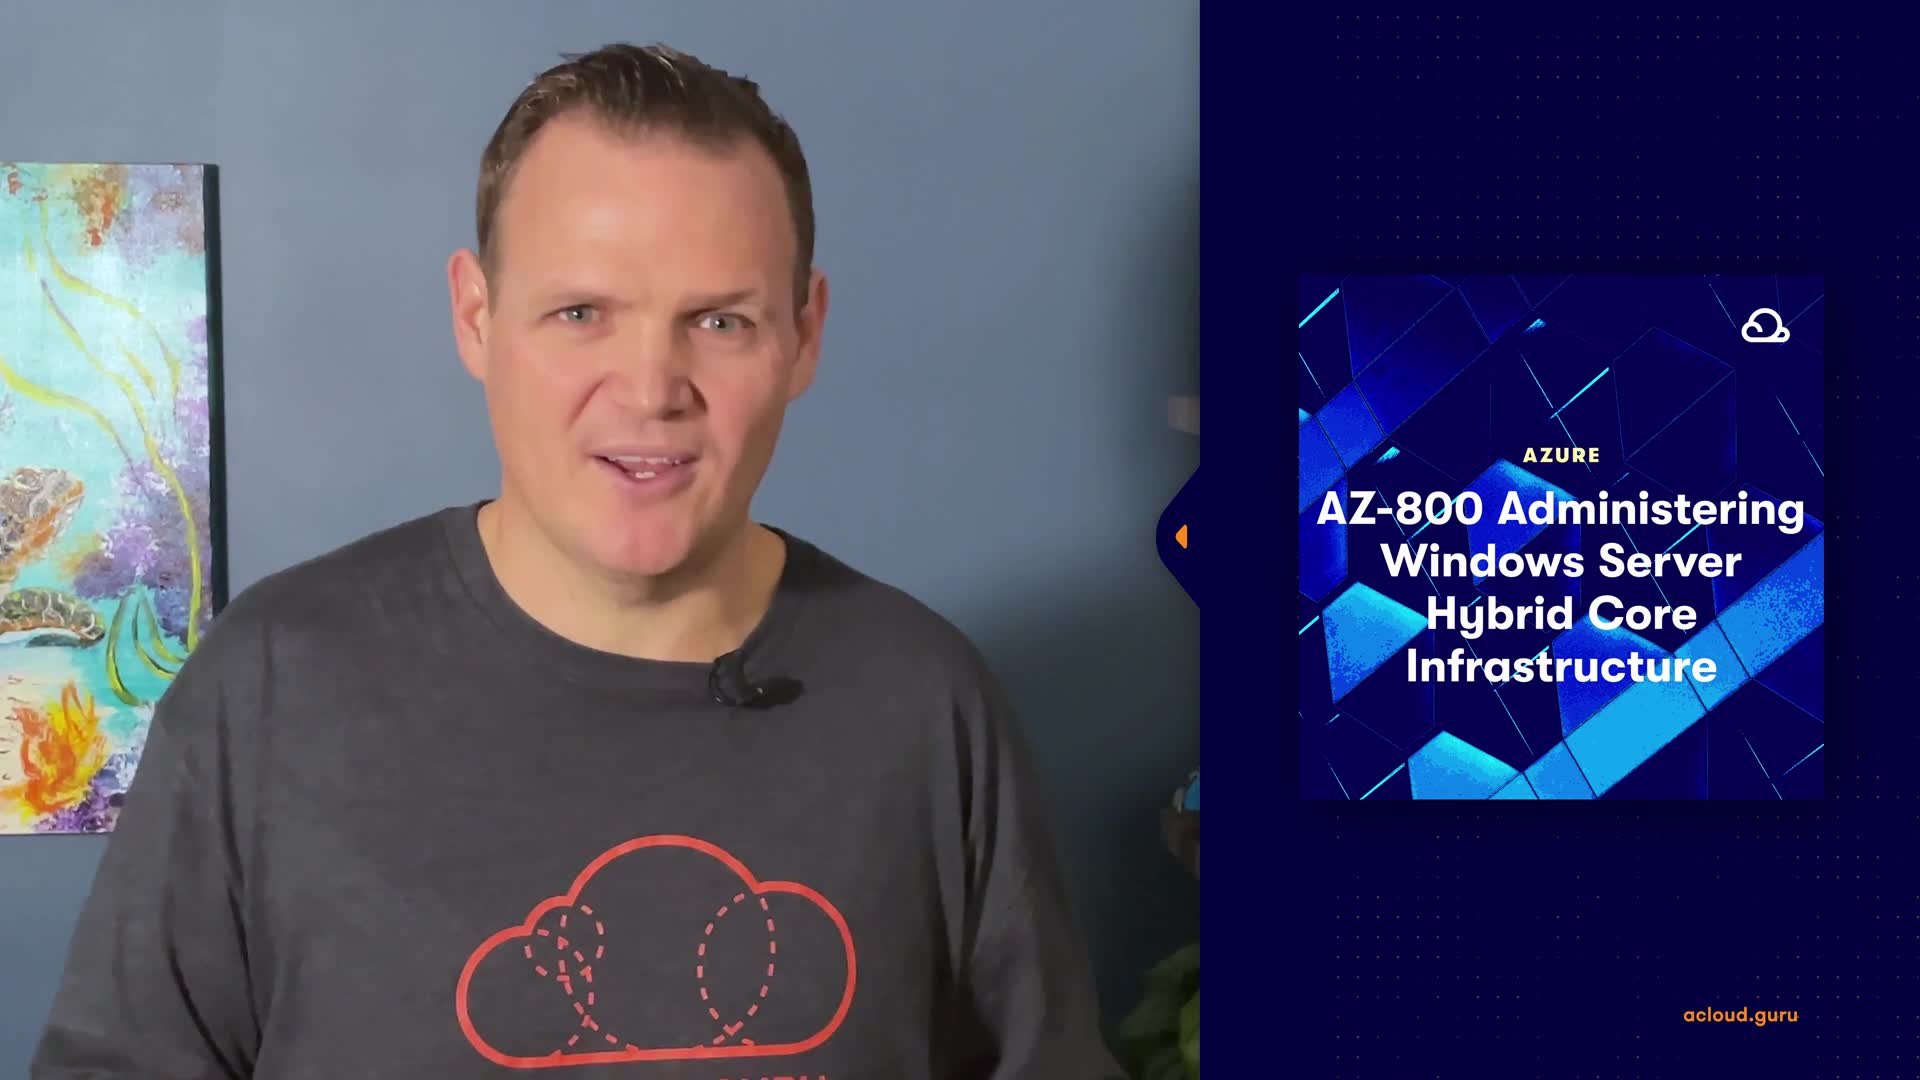 AZURE
AZ-800 Administering
Windows Server
Hybrid Core
Infrastructure
acloud.guru